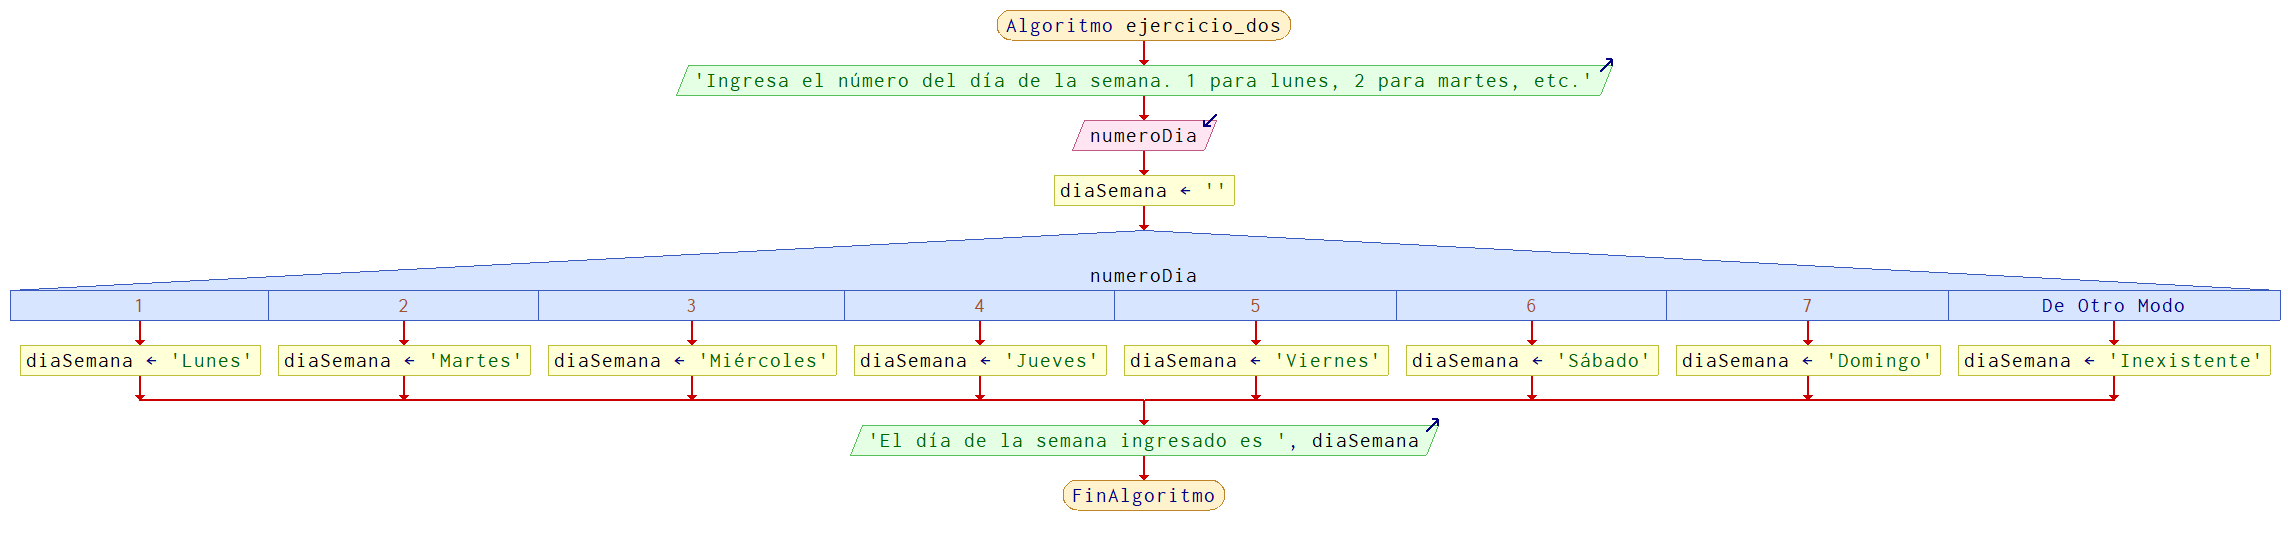 Algoritmo ejercicio_dos
'Ingresa el número del día de la semana. 1 para lunes, 2 para martes, etc.'
numeroDia
diaSemana ← ''
numeroDia
1 2 3 4 5 6 7 De Otro Modo
diaSemana ← 'Lunes' diaSemana ← 'Martes' diaSemana ← 'Miércoles' diaSemana ← 'Jueves' diaSemana ← 'Viernes' diaSemana ← 'Sábado' diaSemana ← 'Domingo' diaSemana ← 'Inexistente'
'El día de la semana ingresado es ', diaSemana
FinAlgoritmo